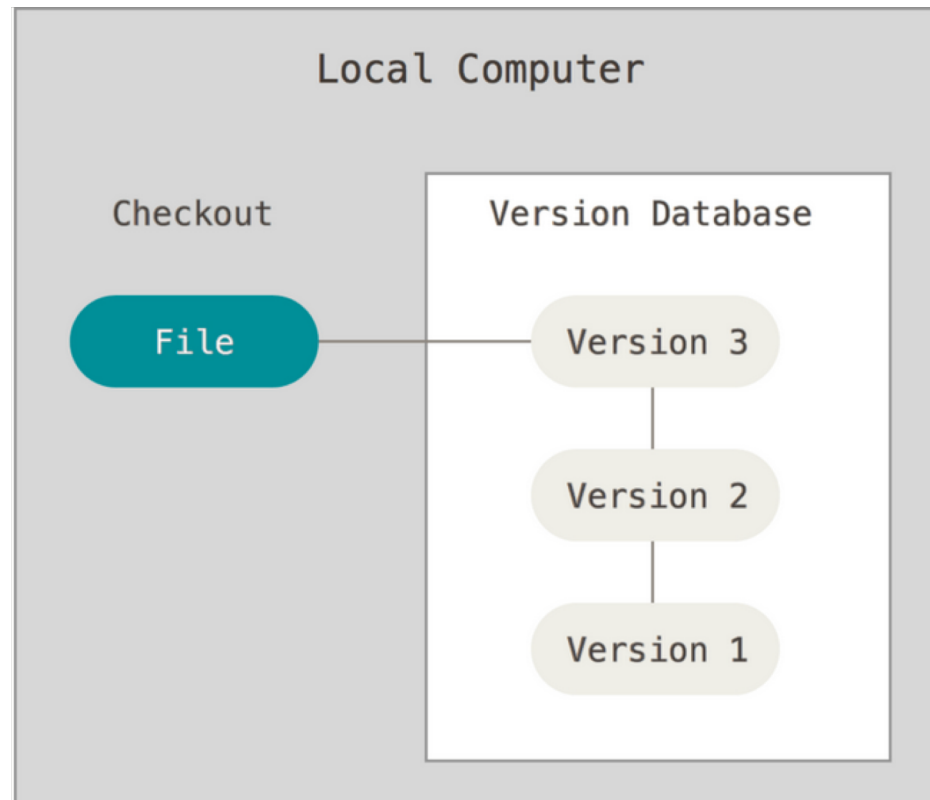 Local Computer
Checkout
Version Database
File
Version 3
Version 2
Version 1